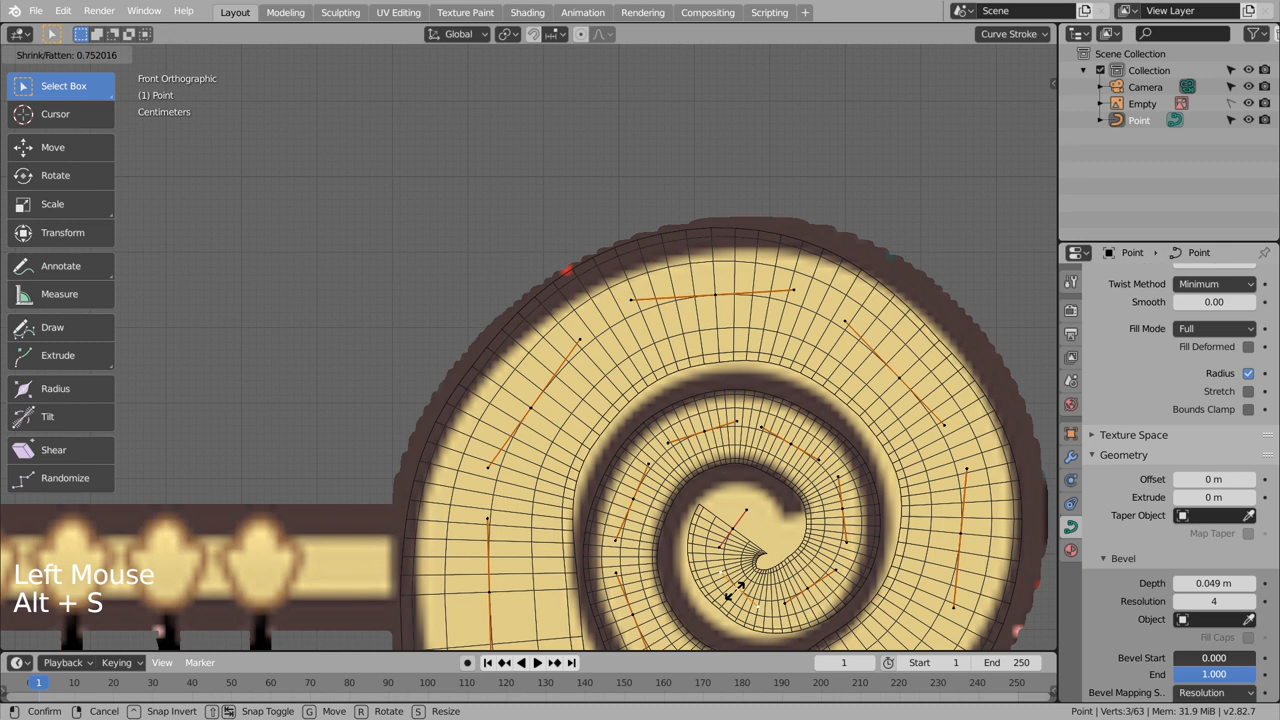 File Edit Render Window Help Layout Modeling Sculpting UV Editing Texture Paint Shading Animation Rendering Compositing Scripting + Scene View Layer
Global Curve Stroke
Shrink/Fatten: 0.752016
Select Box
Cursor
Move
Rotate
Scale
Transform
Annotate
Measure
Draw
Extrude
Radius
Tilt
Shear
Randomize
Front Orthographic
(1) Point
Centimeters
Left Mouse
Alt + S
Scene Collection
Collection
Camera
Empty
Point
Point Point
Twist Method Minimum
Smooth 0.00
Fill Mode Full
Fill Deformed
Radius
Stretch
Bounds Clamp
Texture Space
Geometry
Offset 0 m
Extrude 0 m
Taper Object
Map Taper
Bevel
Depth 0.049 m
Resolution 4
Object
Fill Caps
Bevel Start 0.000
End 1.000
Bevel Mapping S.. Resolution
Playback Keying View Marker 1 Start 1 End 250
1 10 20 30 40 50 60 70 80 90 100 110 120 130 140 150 160 170 180 190 200 210 220 230 240 250
Confirm Cancel Snap Invert Snap Toggle G Move R Rotate S Resize Point | Verts:3/63 | Mem: 31.9 MiB | v2.82.7